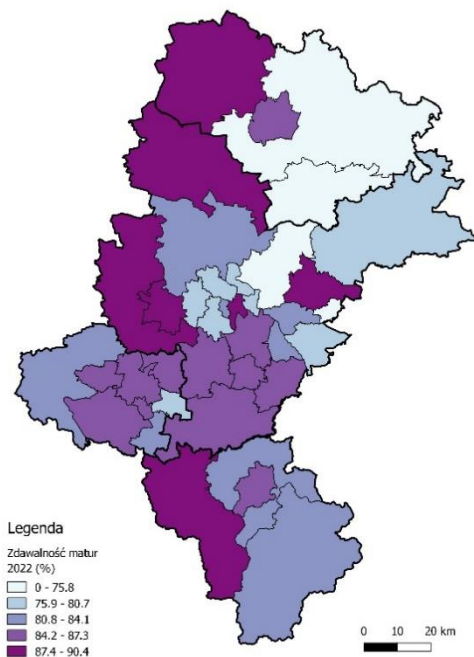 Legenda
Zdawalność matur
2022 (%)
0 - 75.8
75.9 - 80.7
80.8 - 84.1
84.2 - 87.3
87.4 - 90.4
0 10 20 km